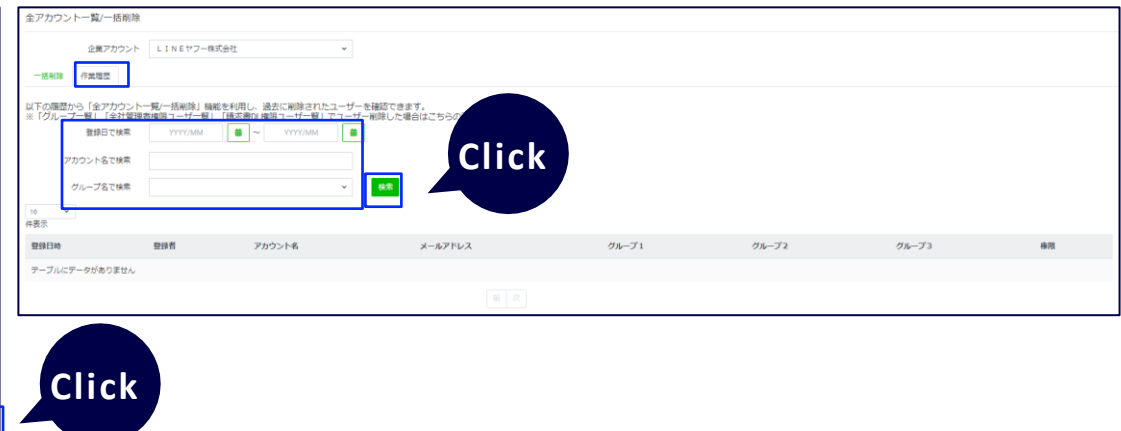 全アカウント一覧/一括削除
企業アカウント ＬＩＮＥヤフー株式会社
一括削除 作業履歴
以下の履歴から「全アカウント一覧/一括削除」機能を利用し、過去に削除されたユーザーを確認できます。
※「グループ一覧」「全社管理者権限ユーザ一覧」「請求書DL権限ユーザ一覧」でユーザー削除した場合はこちらの
登録日で検索 YYYY/MM ～ YYYY/MM
アカウント名で検索
グループ名で検索 検索
Click
10
件表示
登録日時 登録者 アカウント名 メールアドレス グループ1 グループ2 グループ3 権限
テーブルにデータがありません
前 次
Click